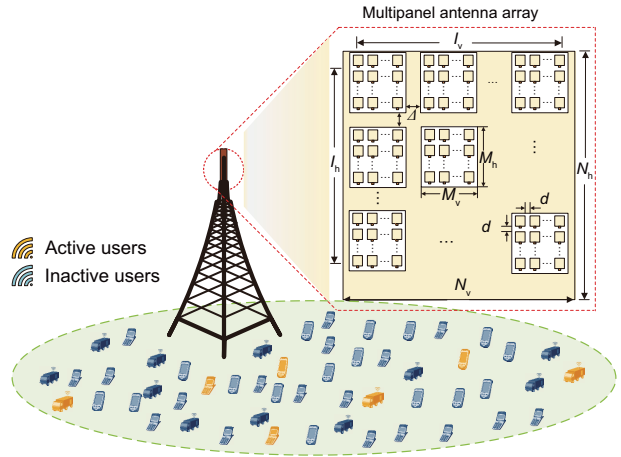 Multipanel antenna array
I_v
...
Δ
I_h
M_h
N_h
M_v
d
d
...
N_v
Active users
Inactive users